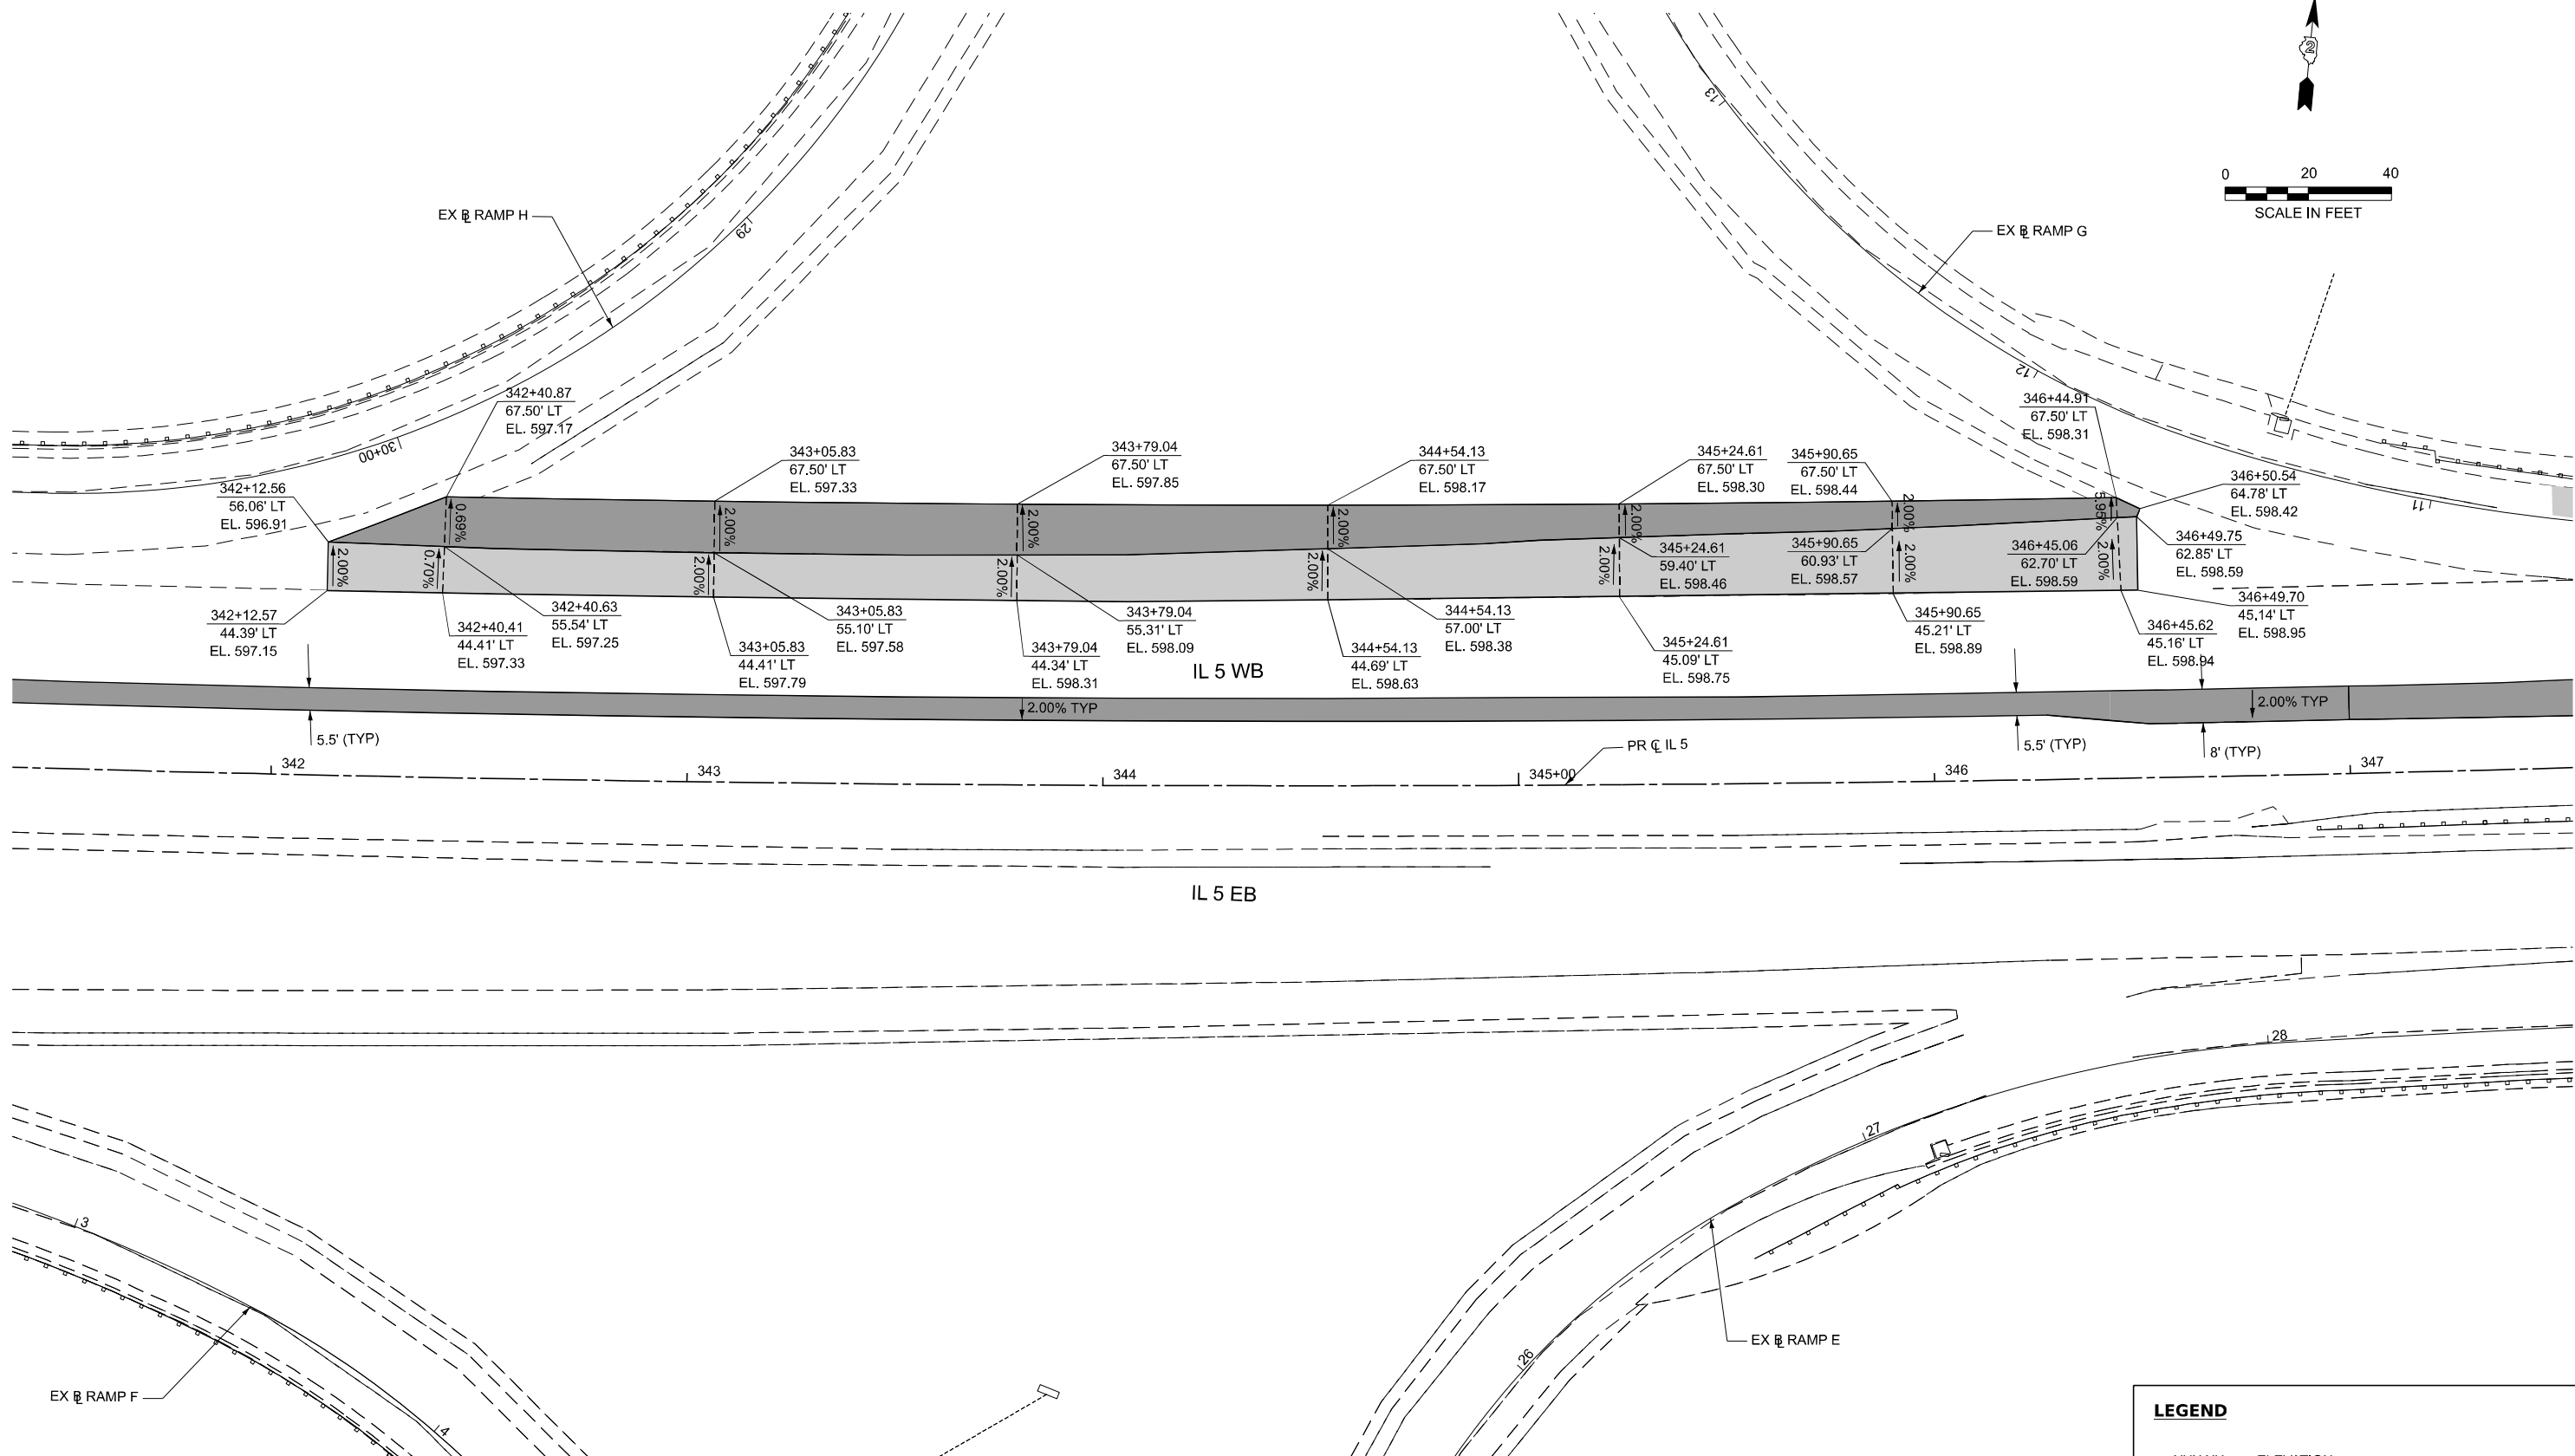 2
0 20 40
SCALE IN FEET
13
EX BL RAMP H
29
EX BL RAMP G
12
342+40.87
67.50' LT
EL. 597.17
346+44.91
67.50' LT
EL. 598.31
30+00
343+05.83
67.50' LT
EL. 597.33
343+79.04
67.50' LT
EL. 597.85
344+54.13
67.50' LT
EL. 598.17
345+24.61
67.50' LT
EL. 598.30
345+90.65
67.50' LT
EL. 598.44
346+50.54
64.78' LT
EL. 598.42
11
342+12.56
56.06' LT
EL. 596.91
0.69%
2.00%
2.00%
2.00%
2.00%
2.00%
5.95%
2.00%
0.70%
2.00%
2.00%
2.00%
2.00%
2.00%
2.00%
345+24.61
59.40' LT
EL. 598.46
345+90.65
60.93' LT
EL. 598.57
346+45.06
62.70' LT
EL. 598.59
346+49.75
62.85' LT
EL. 598.59
342+12.57
44.39' LT
EL. 597.15
342+40.41
44.41' LT
EL. 597.33
342+40.63
55.54' LT
EL. 597.25
343+05.83
44.41' LT
EL. 597.79
343+05.83
55.10' LT
EL. 597.58
343+79.04
44.34' LT
EL. 598.31
343+79.04
55.31' LT
EL. 598.09
344+54.13
44.69' LT
EL. 598.63
344+54.13
57.00' LT
EL. 598.38
345+24.61
45.09' LT
EL. 598.75
345+90.65
45.21' LT
EL. 598.89
346+45.62
45.16' LT
EL. 598.94
346+49.70
45.14' LT
EL. 598.95
IL 5 WB
2.00% TYP
2.00% TYP
5.5' (TYP)
5.5' (TYP)
8' (TYP)
PR CL IL 5
342
343
344
345+00
346
347
IL 5 EB
28
27
3
26
EX BL RAMP E
EX BL RAMP F
4
LEGEND